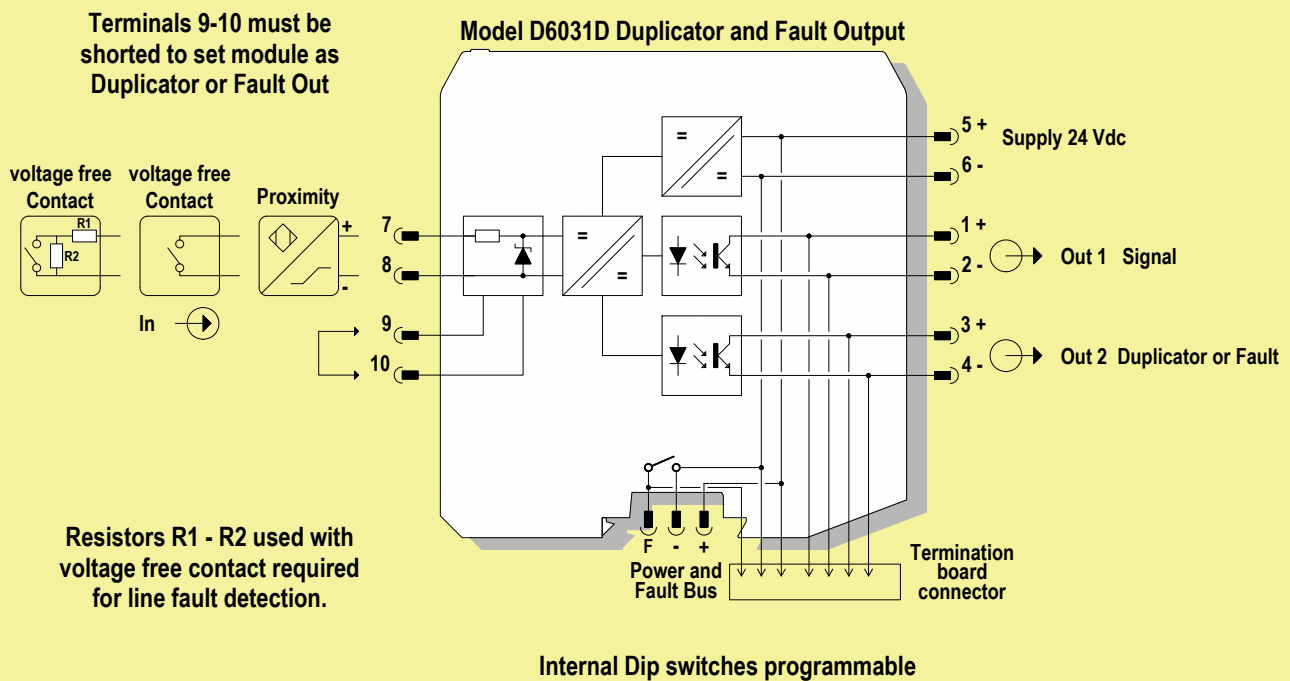 Terminals 9-10 must be
shorted to set module as
Duplicator or Fault Out
Model D6031D Duplicator and Fault Output
voltage free
Contact
R1
R2
voltage free
Contact
Proximity
+
-
In
7
8
9
10
=
=
=
=
5 +
6 -
Supply 24 Vdc
1 +
2 -
Out 1 Signal
3 +
4 -
Out 2 Duplicator or Fault
F - +
Power and
Fault Bus
Termination
board
connector
Resistors R1 - R2 used with
voltage free contact required
for line fault detection.
Internal Dip switches programmable